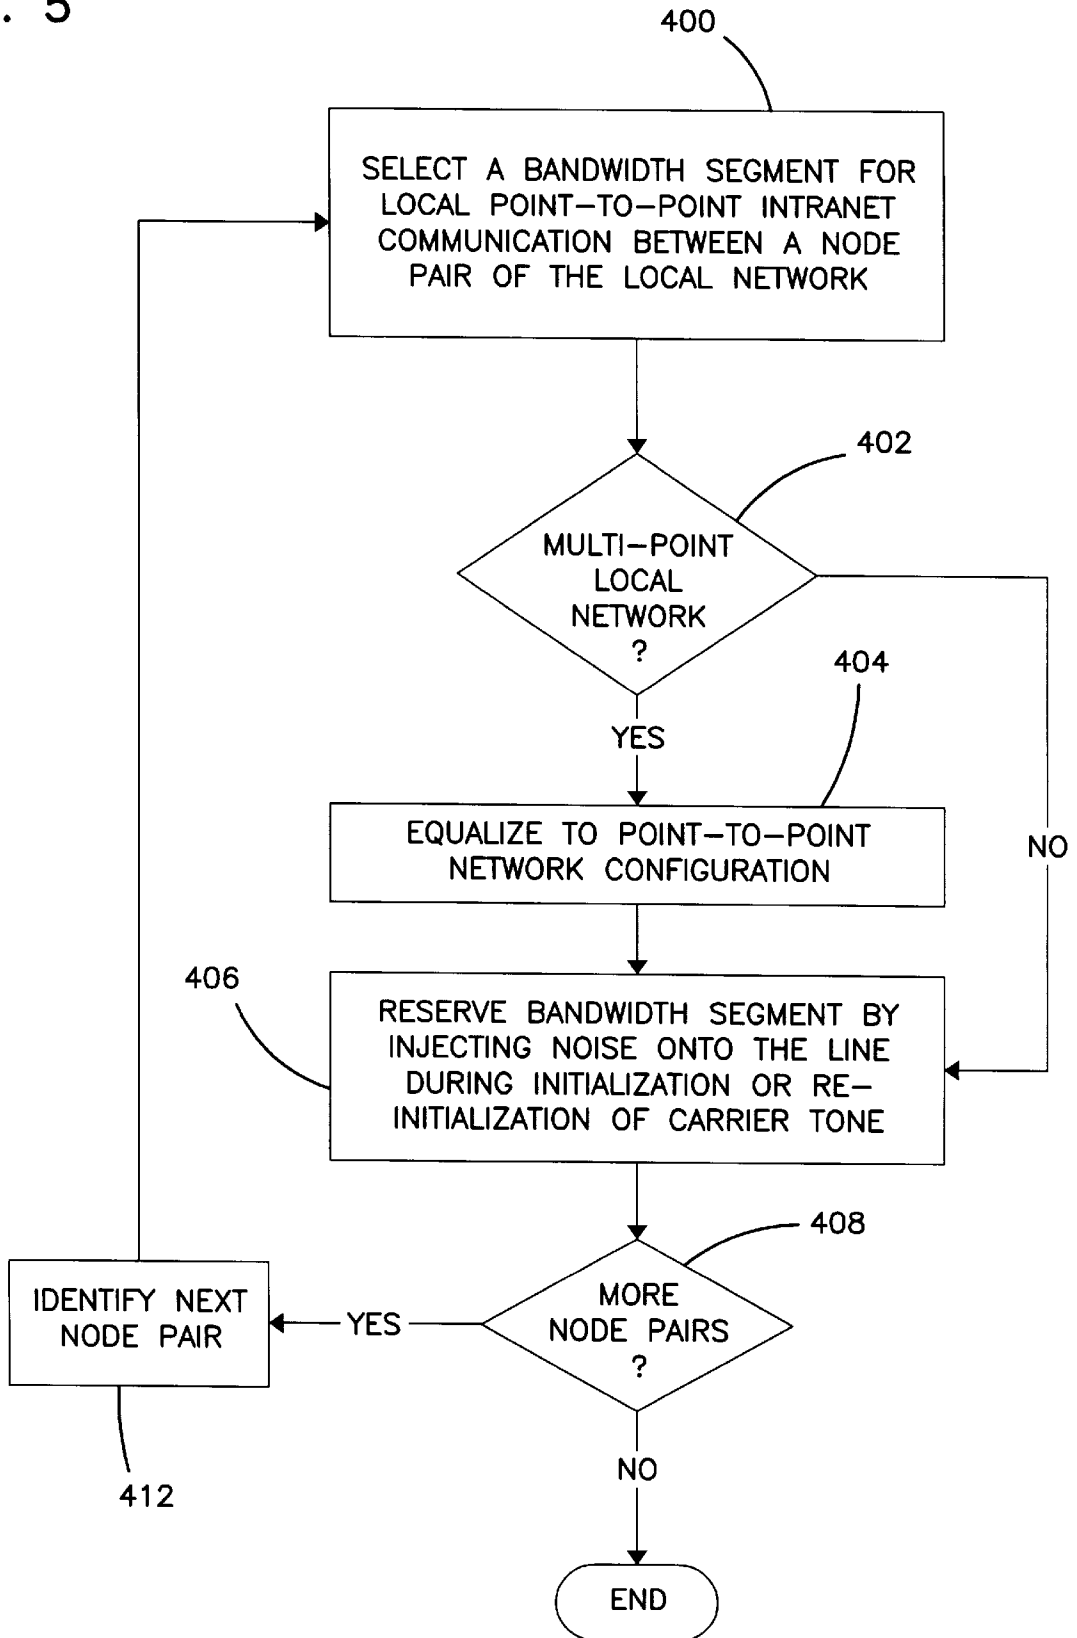 . 5
400
SELECT A BANDWIDTH SEGMENT FOR
LOCAL POINT-TO-POINT INTRANET
COMMUNICATION BETWEEN A NODE
PAIR OF THE LOCAL NETWORK
402
MULTI-POINT
LOCAL
NETWORK
?
404
YES
EQUALIZE TO POINT-TO-POINT
NETWORK CONFIGURATION
NO
406
RESERVE BANDWIDTH SEGMENT BY
INJECTING NOISE ONTO THE LINE
DURING INITIALIZATION OR RE-
INITIALIZATION OF CARRIER TONE
408
MORE
NODE PAIRS
?
YES
IDENTIFY NEXT
NODE PAIR
412
NO
END